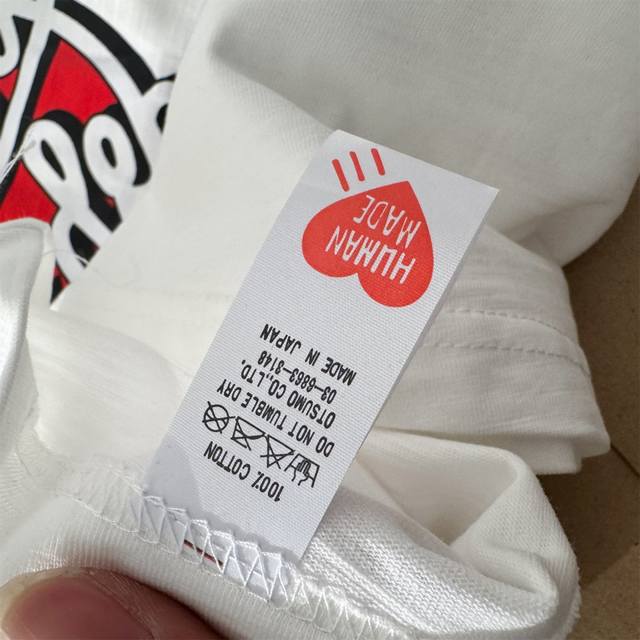 100% COTTON
DO NOT TUMBLE DRY
OTSUMO CO.,LTD.
03-6863-3148
MADE IN JAPAN
HUMAN
MADE